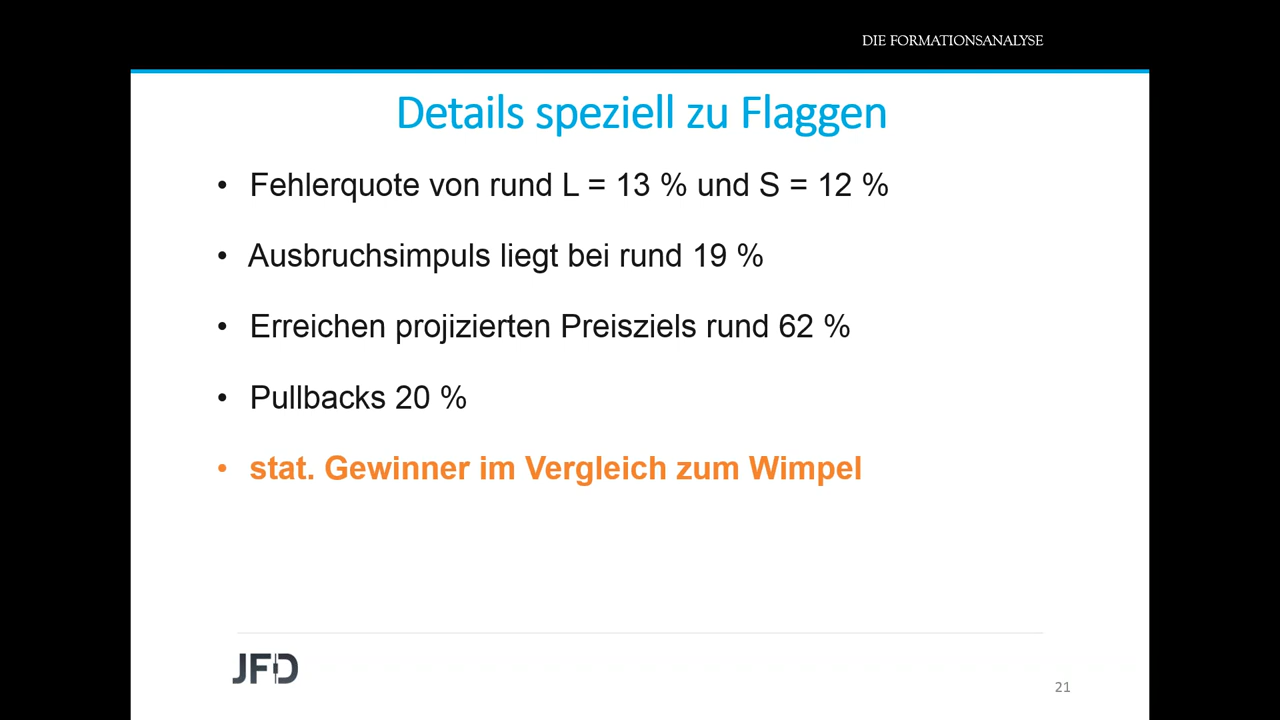 DIE FORMATIONSANALYSE
Details speziell zu Flaggen
• Fehlerquote von rund L = 13 % und S = 12 %
• Ausbruchsimpuls liegt bei rund 19 %
• Erreichen projizierten Preisziels rund 62 %
• Pullbacks 20 %
• stat. Gewinner im Vergleich zum Wimpel
JFD
21